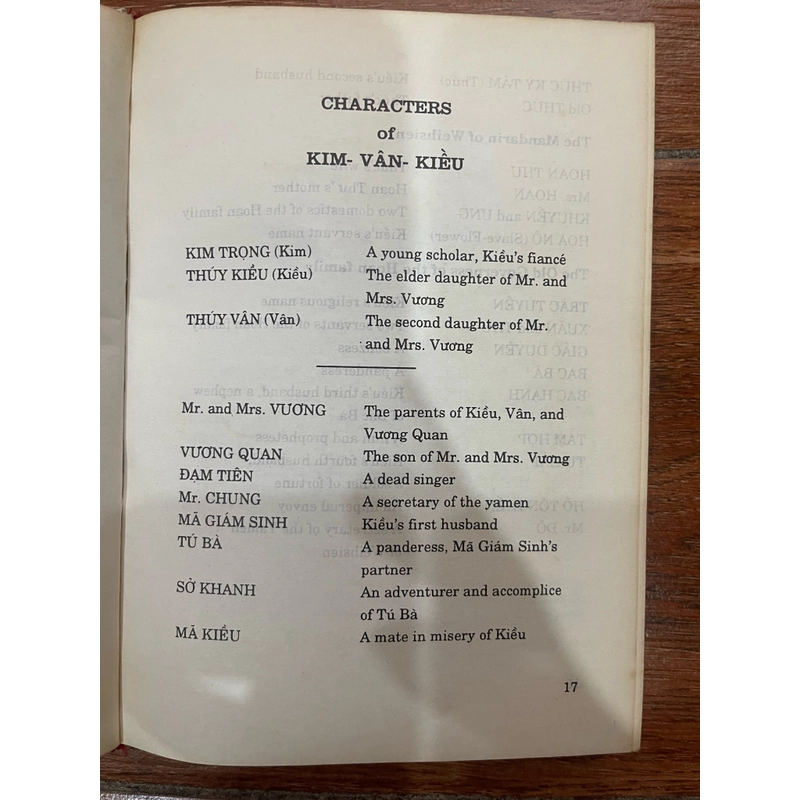 CHARACTERS
of
KIM- VÂN- KIỀU
KIM TRỌNG (Kim) A young scholar, Kiều's fiancé
THÚY KIỀU (Kiều) The elder daughter of Mr. and
Mrs. Vương
THÚY VÂN (Vân) The second daughter of Mr.
and Mrs. Vương
Mr. and Mrs. VƯƠNG The parents of Kiều, Vân, and
Vương Quan
VƯƠNG QUAN The son of Mr. and Mrs. Vương
ĐẠM TIÊN A dead singer
Mr. CHUNG A secretary of the yamen
MÃ GIÁM SINH Kiều's first husband
TÚ BÀ A panderess, Mã Giám Sinh's
partner
SỞ KHANH An adventurer and accomplice
of Tú Bà
MÃ KIỀU A mate in misery of Kiều
17